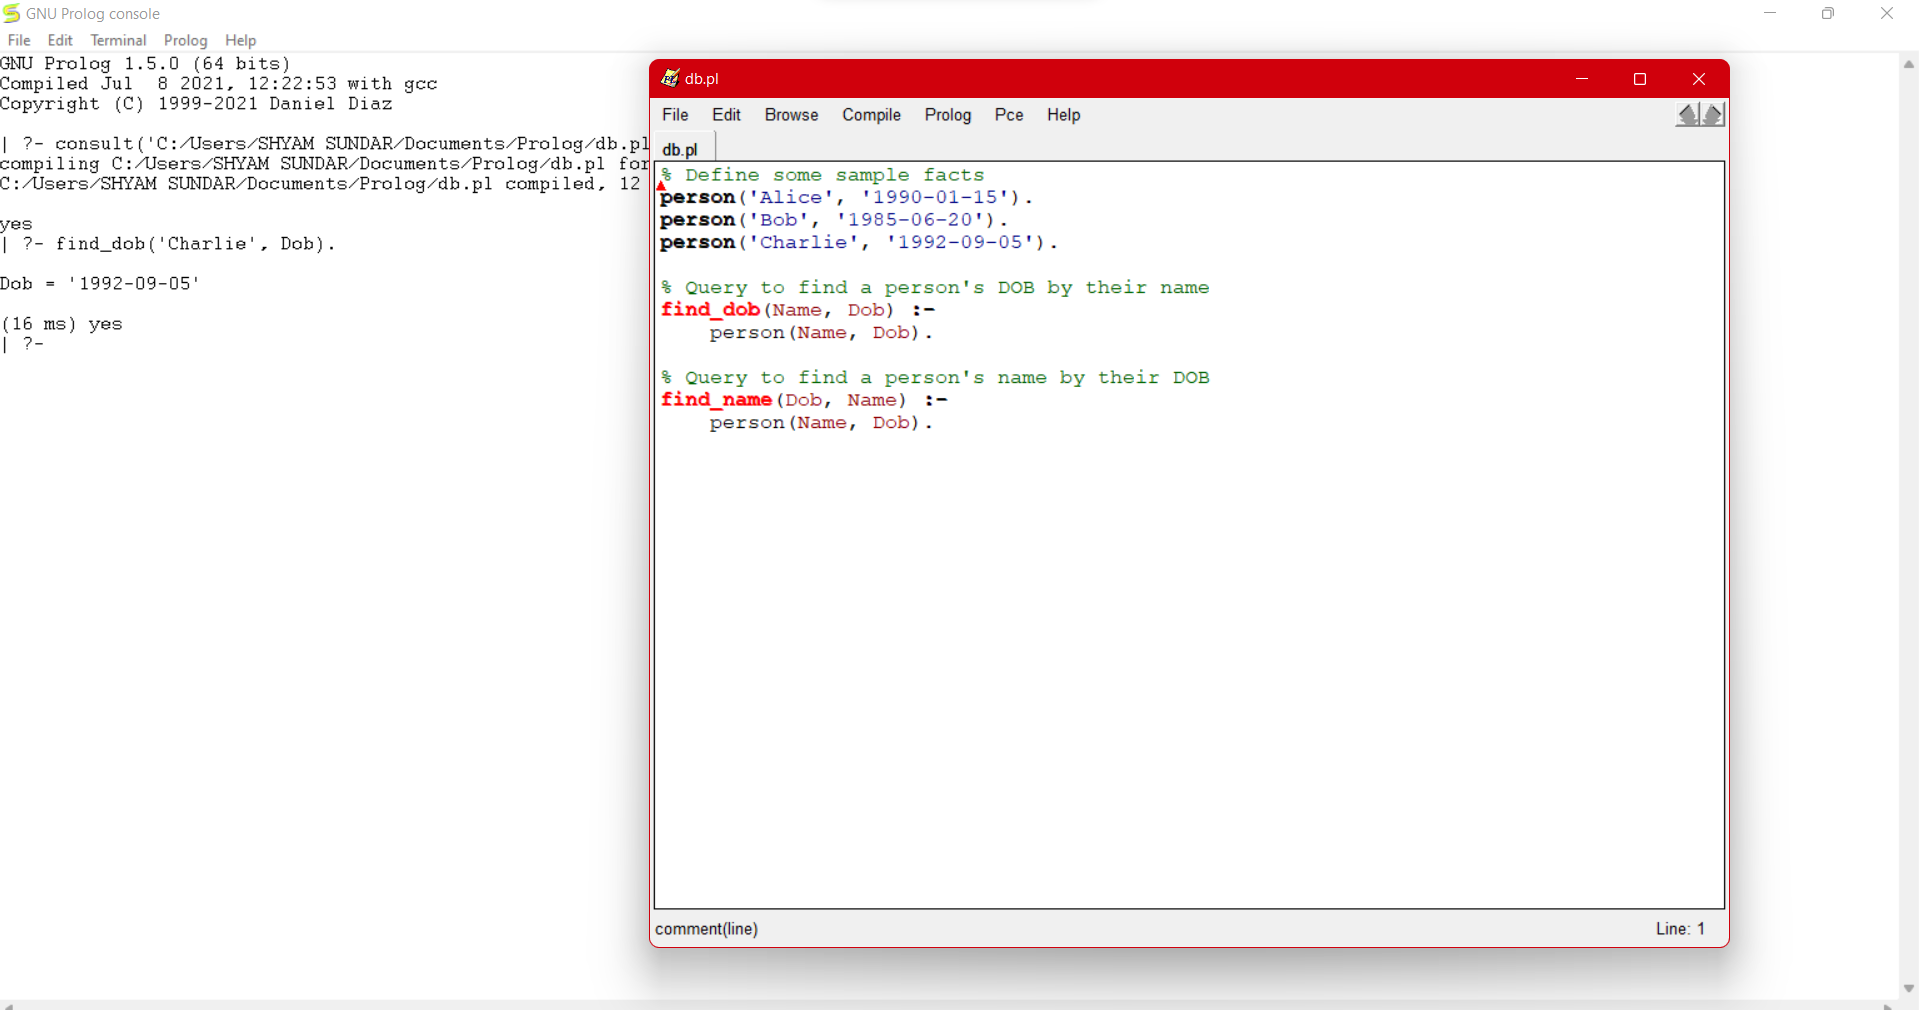 GNU Prolog console
File Edit Terminal Prolog Help
GNU Prolog 1.5.0 (64 bits)
Compiled Jul  8 2021, 12:22:53 with gcc
Copyright (C) 1999-2021 Daniel Diaz
| ?- consult('C:/Users/SHYAM SUNDAR/Documents/Prolog/db.pl
compiling C:/Users/SHYAM SUNDAR/Documents/Prolog/db.pl for
C:/Users/SHYAM SUNDAR/Documents/Prolog/db.pl compiled, 12
yes
| ?- find_dob('Charlie', Dob).
Dob = '1992-09-05'
(16 ms) yes
| ?-
db.pl
File Edit Browse Compile Prolog Pce Help
db.pl
% Define some sample facts
person('Alice', '1990-01-15').
person('Bob', '1985-06-20').
person('Charlie', '1992-09-05').
% Query to find a person's DOB by their name
find_dob(Name, Dob) :-
    person(Name, Dob).
% Query to find a person's name by their DOB
find_name(Dob, Name) :-
    person(Name, Dob).
comment(line) Line: 1